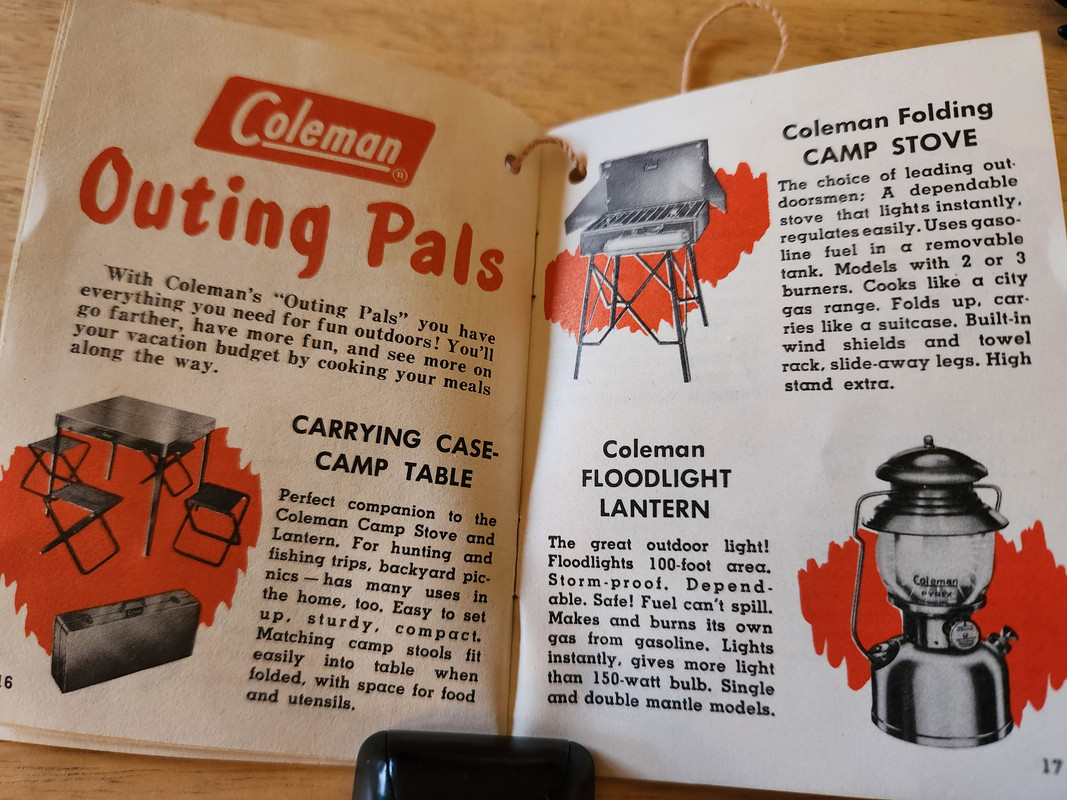 Coleman®
Outing Pals
With Coleman's "Outing Pals" you have
everything you need for fun outdoors! You'll
go farther, have more fun, and see more on
your vacation budget by cooking your meals
along the way.
CARRYING CASE-
CAMP TABLE
Perfect companion to the
Coleman Camp Stove and
Lantern. For hunting and
fishing trips, backyard pic-
nics — has many uses in
the home, too. Easy to set
up, sturdy, compact.
Matching camp stools fit
easily into table when
folded, with space for food
and utensils.
16
Coleman Folding
CAMP STOVE
The choice of leading out-
doorsmen; A dependable
stove that lights instantly,
regulates easily. Uses gaso-
line fuel in a removable
tank. Models with 2 or 3
burners. Cooks like a city
gas range. Folds up, car-
ries like a suitcase. Built-in
wind shields and towel
rack, slide-away legs. High
stand extra.
Coleman
FLOODLIGHT
LANTERN
The great outdoor light!
Floodlights 100-foot area.
Storm-proof. Depend-
able. Safe! Fuel can't spill.
Makes and burns its own
gas from gasoline. Lights
instantly, gives more light
than 150-watt bulb. Single
and double mantle models.
Coleman
PYREX
17